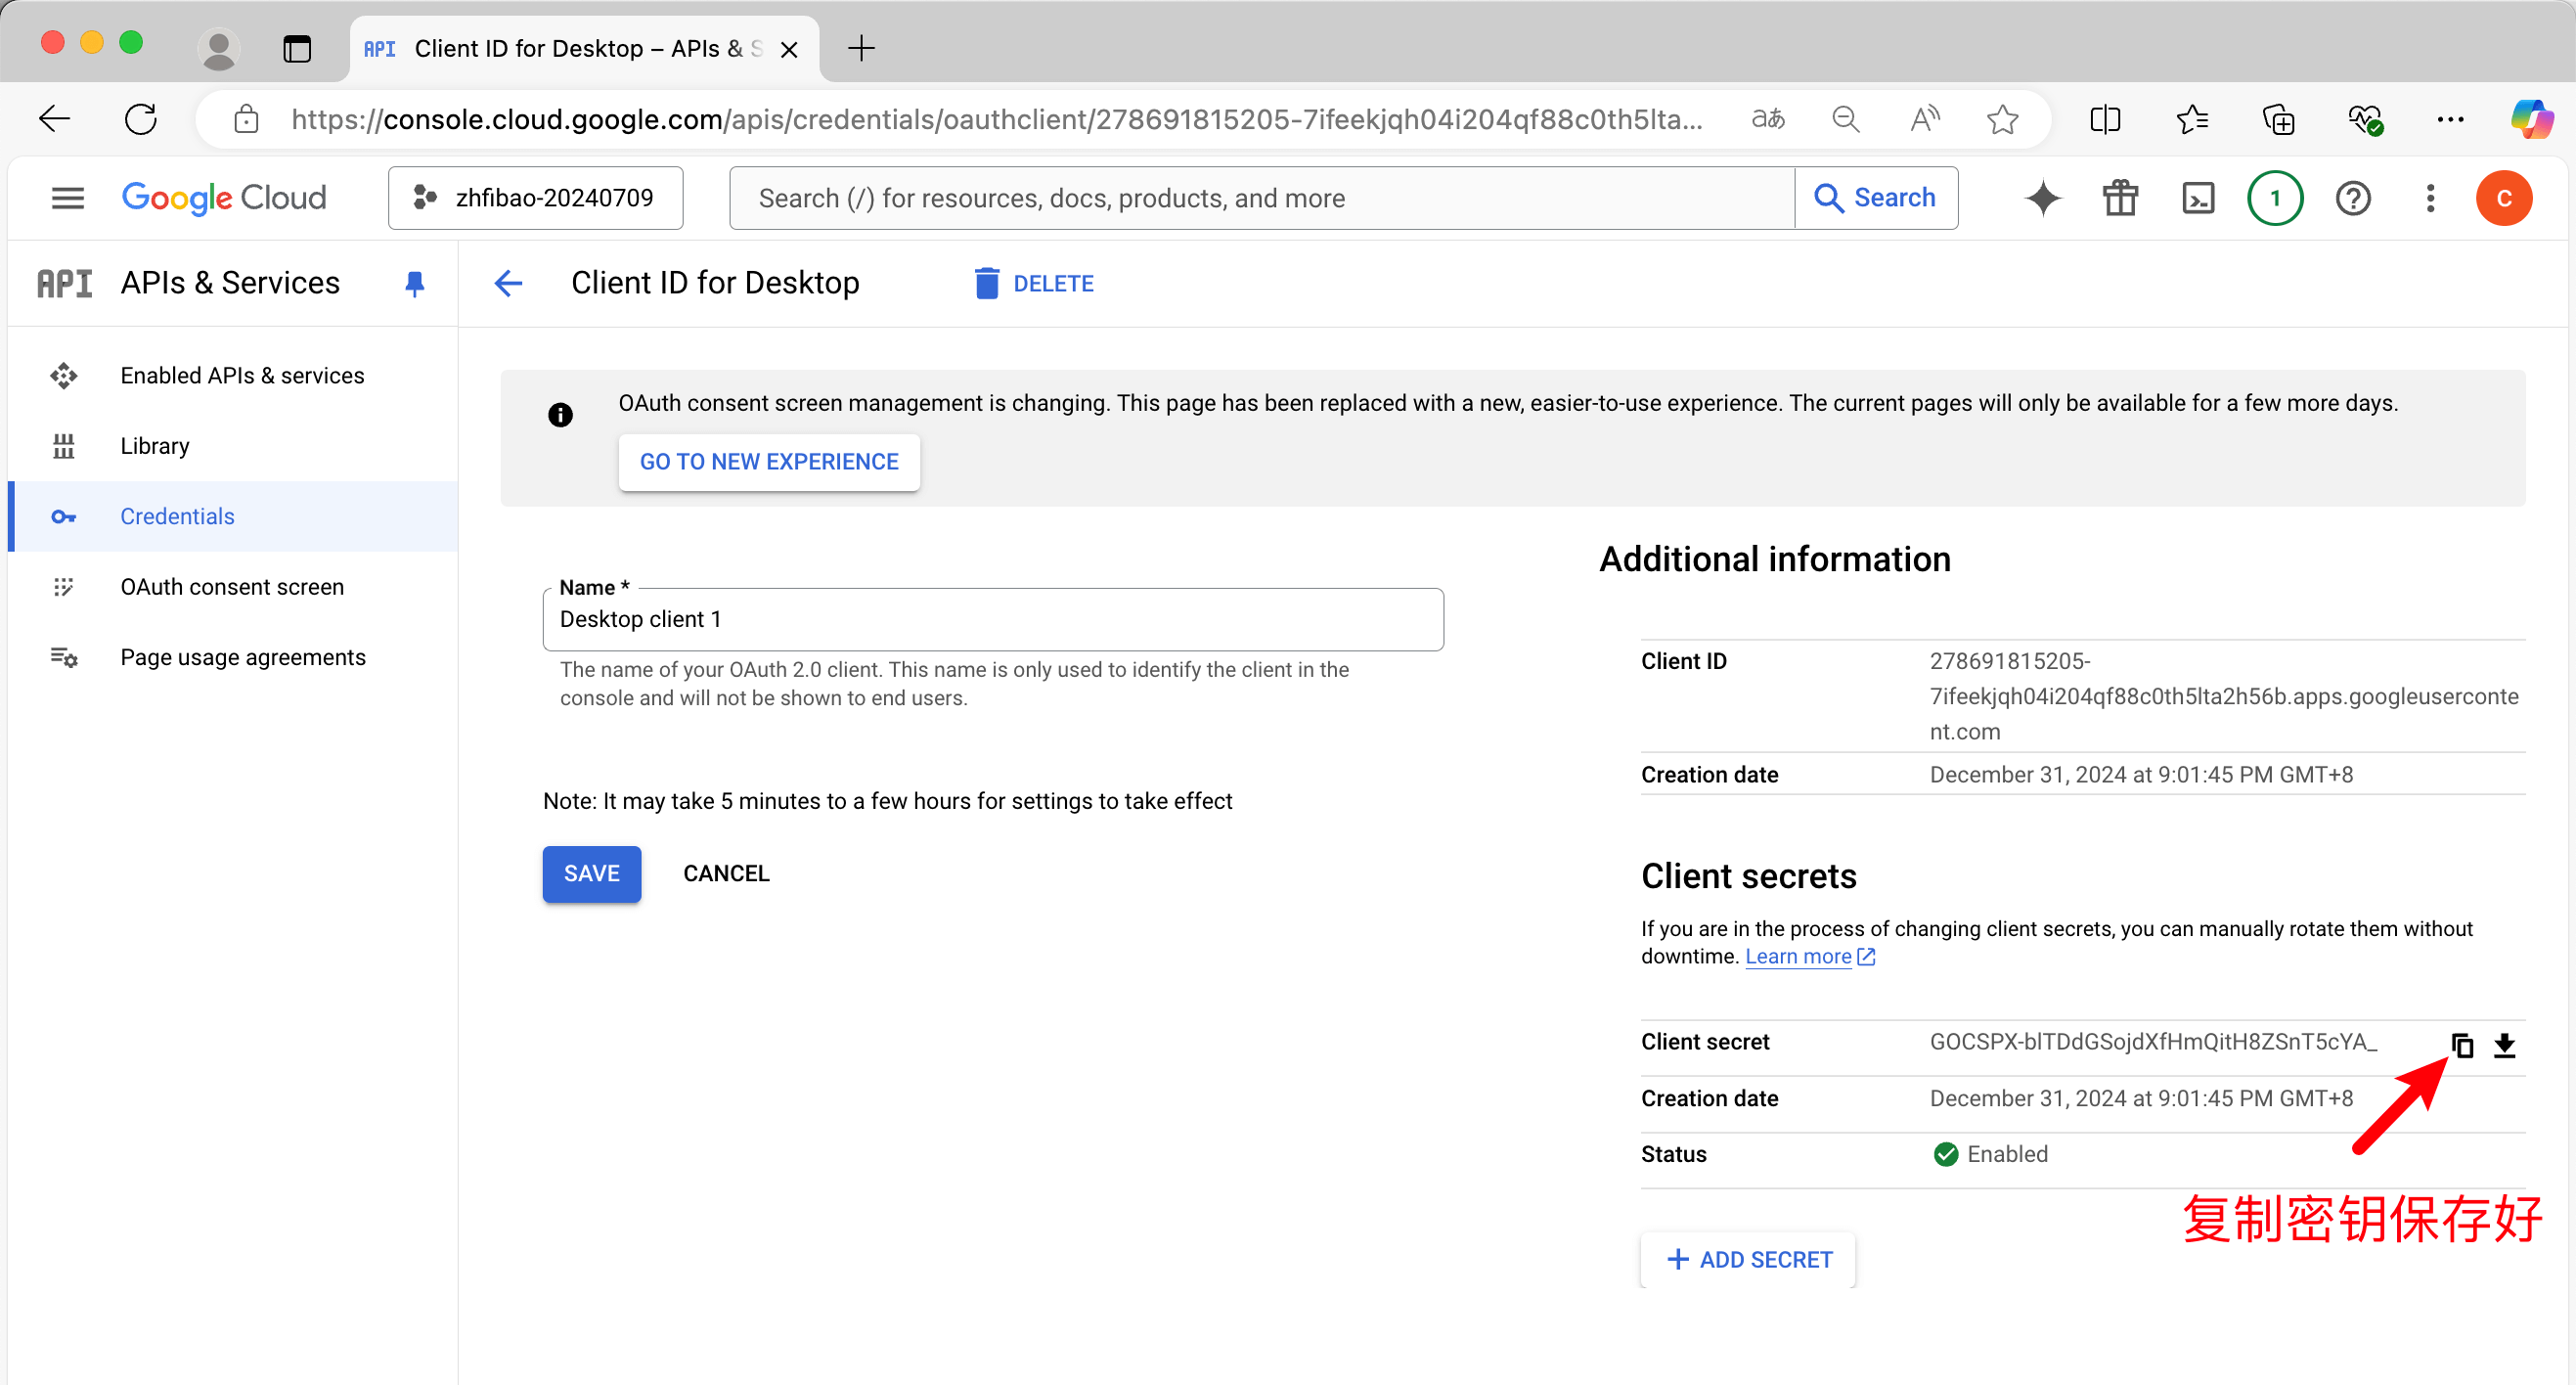 API Client ID for Desktop – APIs & S
https://console.cloud.google.com/apis/credentials/oauthclient/278691815205-7ifeekjqh04i204qf88c0th5lta...
Google Cloud
zhfibao-20240709
Search (/) for resources, docs, products, and more
Search
1
C
API APIs & Services
Client ID for Desktop
DELETE
Enabled APIs & services
Library
Credentials
OAuth consent screen
Page usage agreements
OAuth consent screen management is changing. This page has been replaced with a new, easier-to-use experience. The current pages will only be available for a few more days.
GO TO NEW EXPERIENCE
Name *
Desktop client 1
The name of your OAuth 2.0 client. This name is only used to identify the client in the
console and will not be shown to end users.
Note: It may take 5 minutes to a few hours for settings to take effect
SAVE
CANCEL
Additional information
Client ID
278691815205-
7ifeekjqh04i204qf88c0th5lta2h56b.apps.googleuserconte
nt.com
Creation date
December 31, 2024 at 9:01:45 PM GMT+8
Client secrets
If you are in the process of changing client secrets, you can manually rotate them without
downtime. Learn more
Client secret
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
Creation date
December 31, 2024 at 9:01:45 PM GMT+8
Status
Enabled
复制密钥保存好
+ ADD SECRET